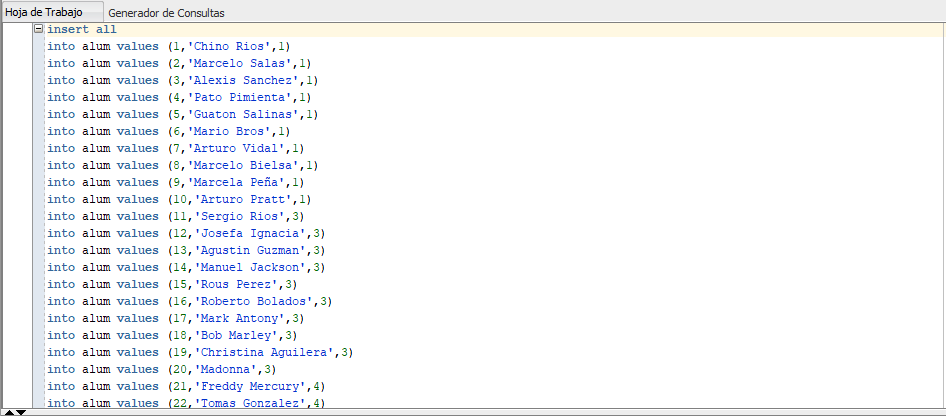 Hoja de Trabajo Generador de Consultas
insert all
into alum values (1,'Chino Rios',1)
into alum values (2,'Marcelo Salas',1)
into alum values (3,'Alexis Sanchez',1)
into alum values (4,'Pato Pimienta',1)
into alum values (5,'Guaton Salinas',1)
into alum values (6,'Mario Bros',1)
into alum values (7,'Arturo Vidal',1)
into alum values (8,'Marcelo Bielsa',1)
into alum values (9,'Marcela Peña',1)
into alum values (10,'Arturo Pratt',1)
into alum values (11,'Sergio Rios',3)
into alum values (12,'Josefa Ignacia',3)
into alum values (13,'Agustin Guzman',3)
into alum values (14,'Manuel Jackson',3)
into alum values (15,'Rous Perez',3)
into alum values (16,'Roberto Bolados',3)
into alum values (17,'Mark Antony',3)
into alum values (18,'Bob Marley',3)
into alum values (19,'Christina Aguilera',3)
into alum values (20,'Madonna',3)
into alum values (21,'Freddy Mercury',4)
into alum values (22,'Tomas Gonzalez',4)